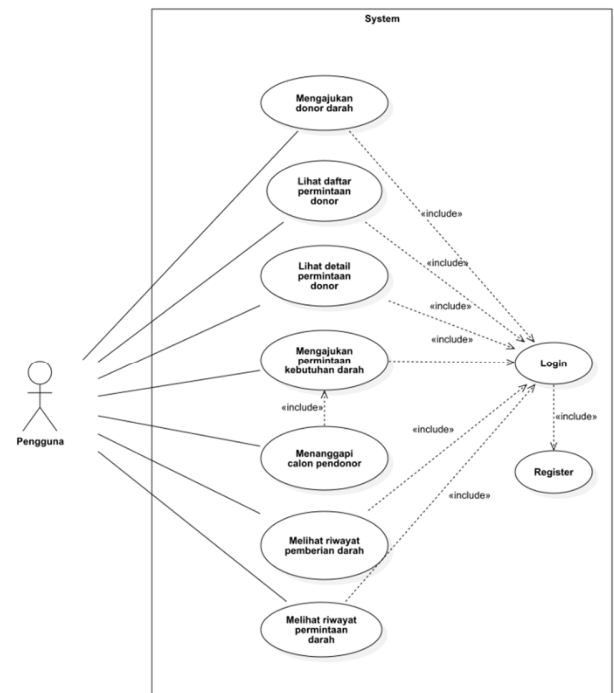 System
Mengajukan
donor darah
Lihat daftar
permintaan
donor
«include»
«include»
Lihat detail
permintaan
donor
«include»
Mengajukan
permintaan
kebutuhan darah
«include»
Login
Pengguna
«include»
«include»
«include»
Menanggapi
calon pendonor
Register
«include»
Melihat riwayat
pemberian darah
Melihat riwayat
permintaan
darah